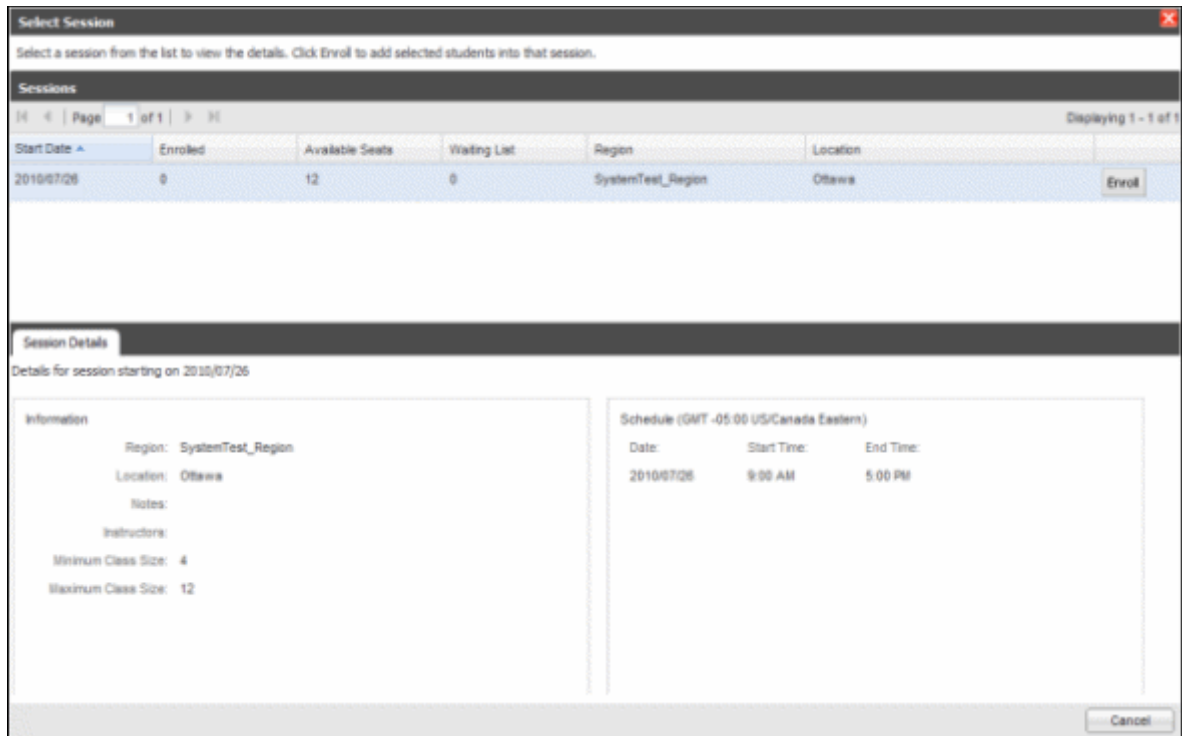 Select Session
Select a session from the list to view the details. Click Enroll to add selected students into that session.
Sessions
Page 1 of 1 Displaying 1 - 1 of 1
Start Date Enrolled Available Seats Waiting List Region Location
2010/07/26 0 12 0 SystemTest_Region Ottawa Enroll
Session Details
Details for session starting on 2010/07/26
Information
Region: SystemTest_Region
Location: Ottawa
Notes:
Instructors:
Minimum Class Size: 4
Maximum Class Size: 12
Schedule (GMT -05:00 US/Canada Eastern)
Date: Start Time: End Time:
2010/07/26 9:00 AM 5:00 PM
Cancel